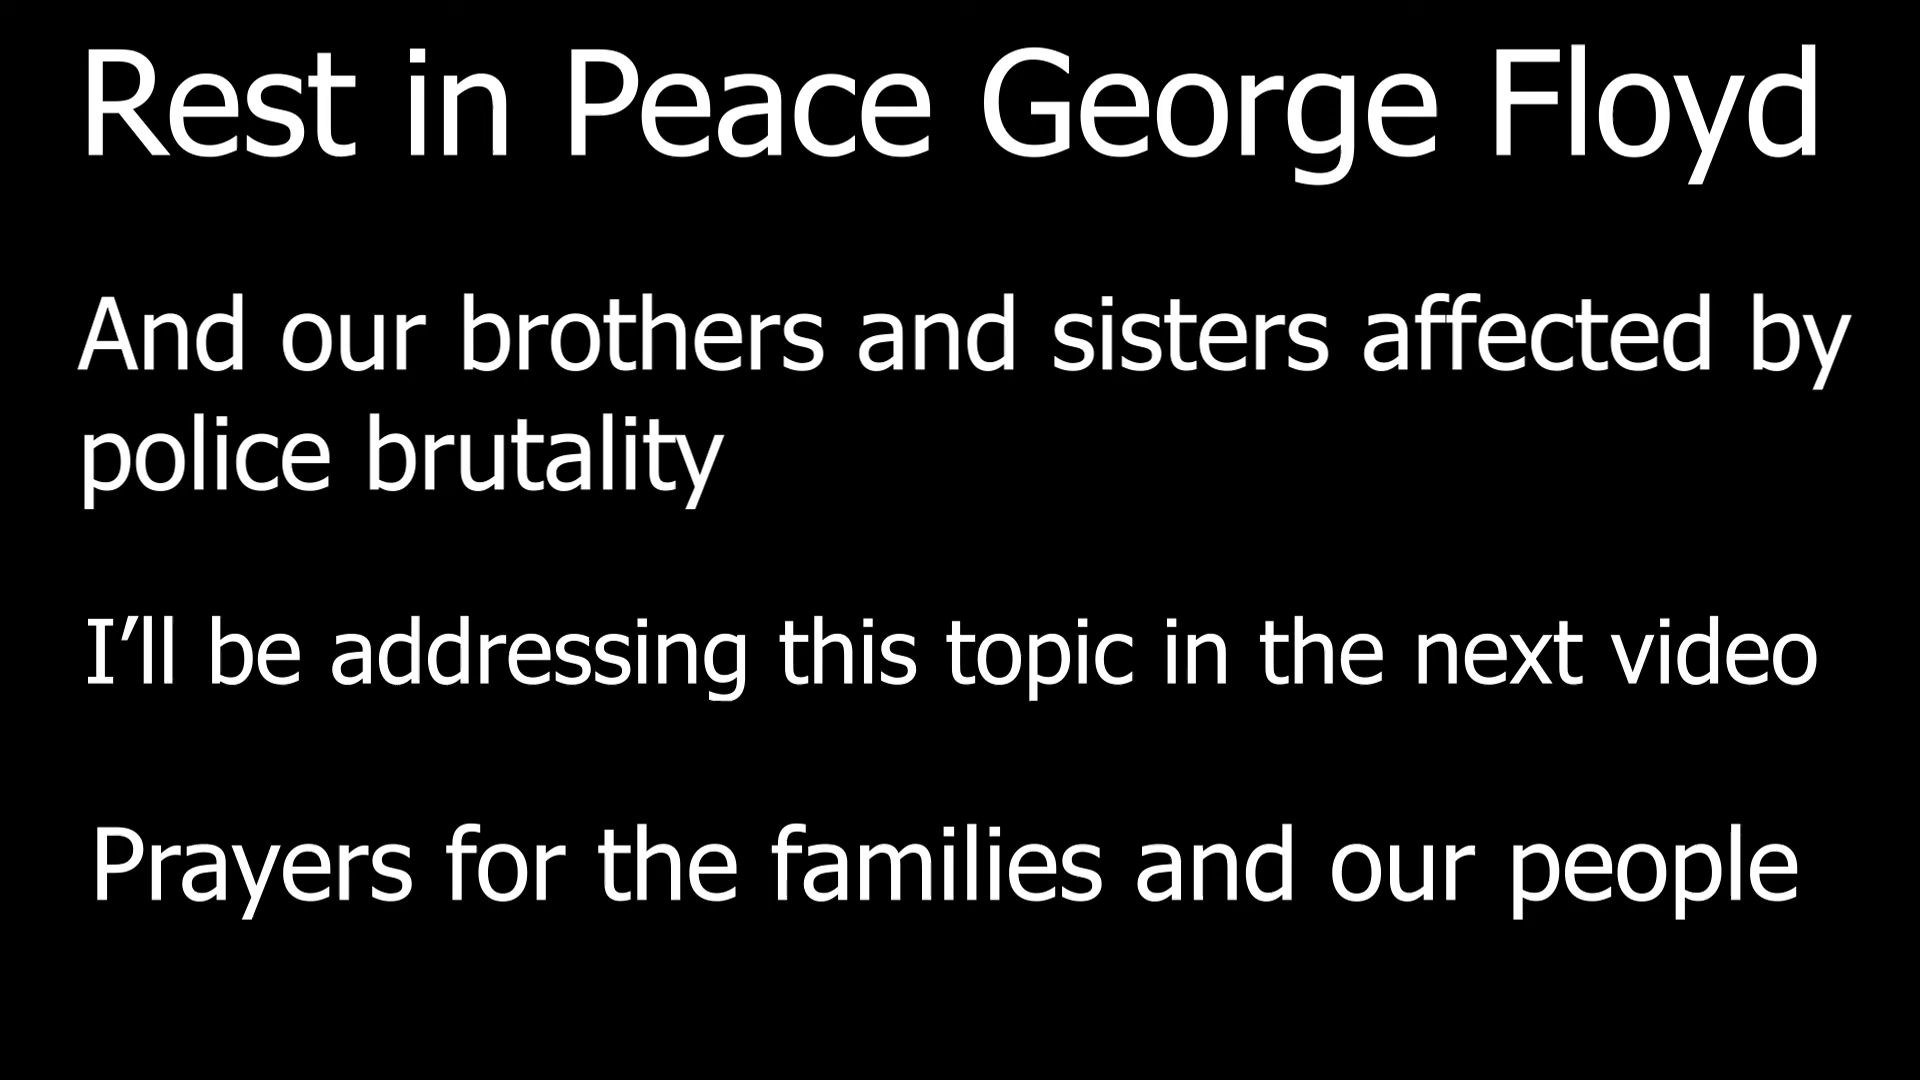 Rest in Peace George Floyd
And our brothers and sisters affected by
police brutality
I’ll be addressing this topic in the next video
Prayers for the families and our people